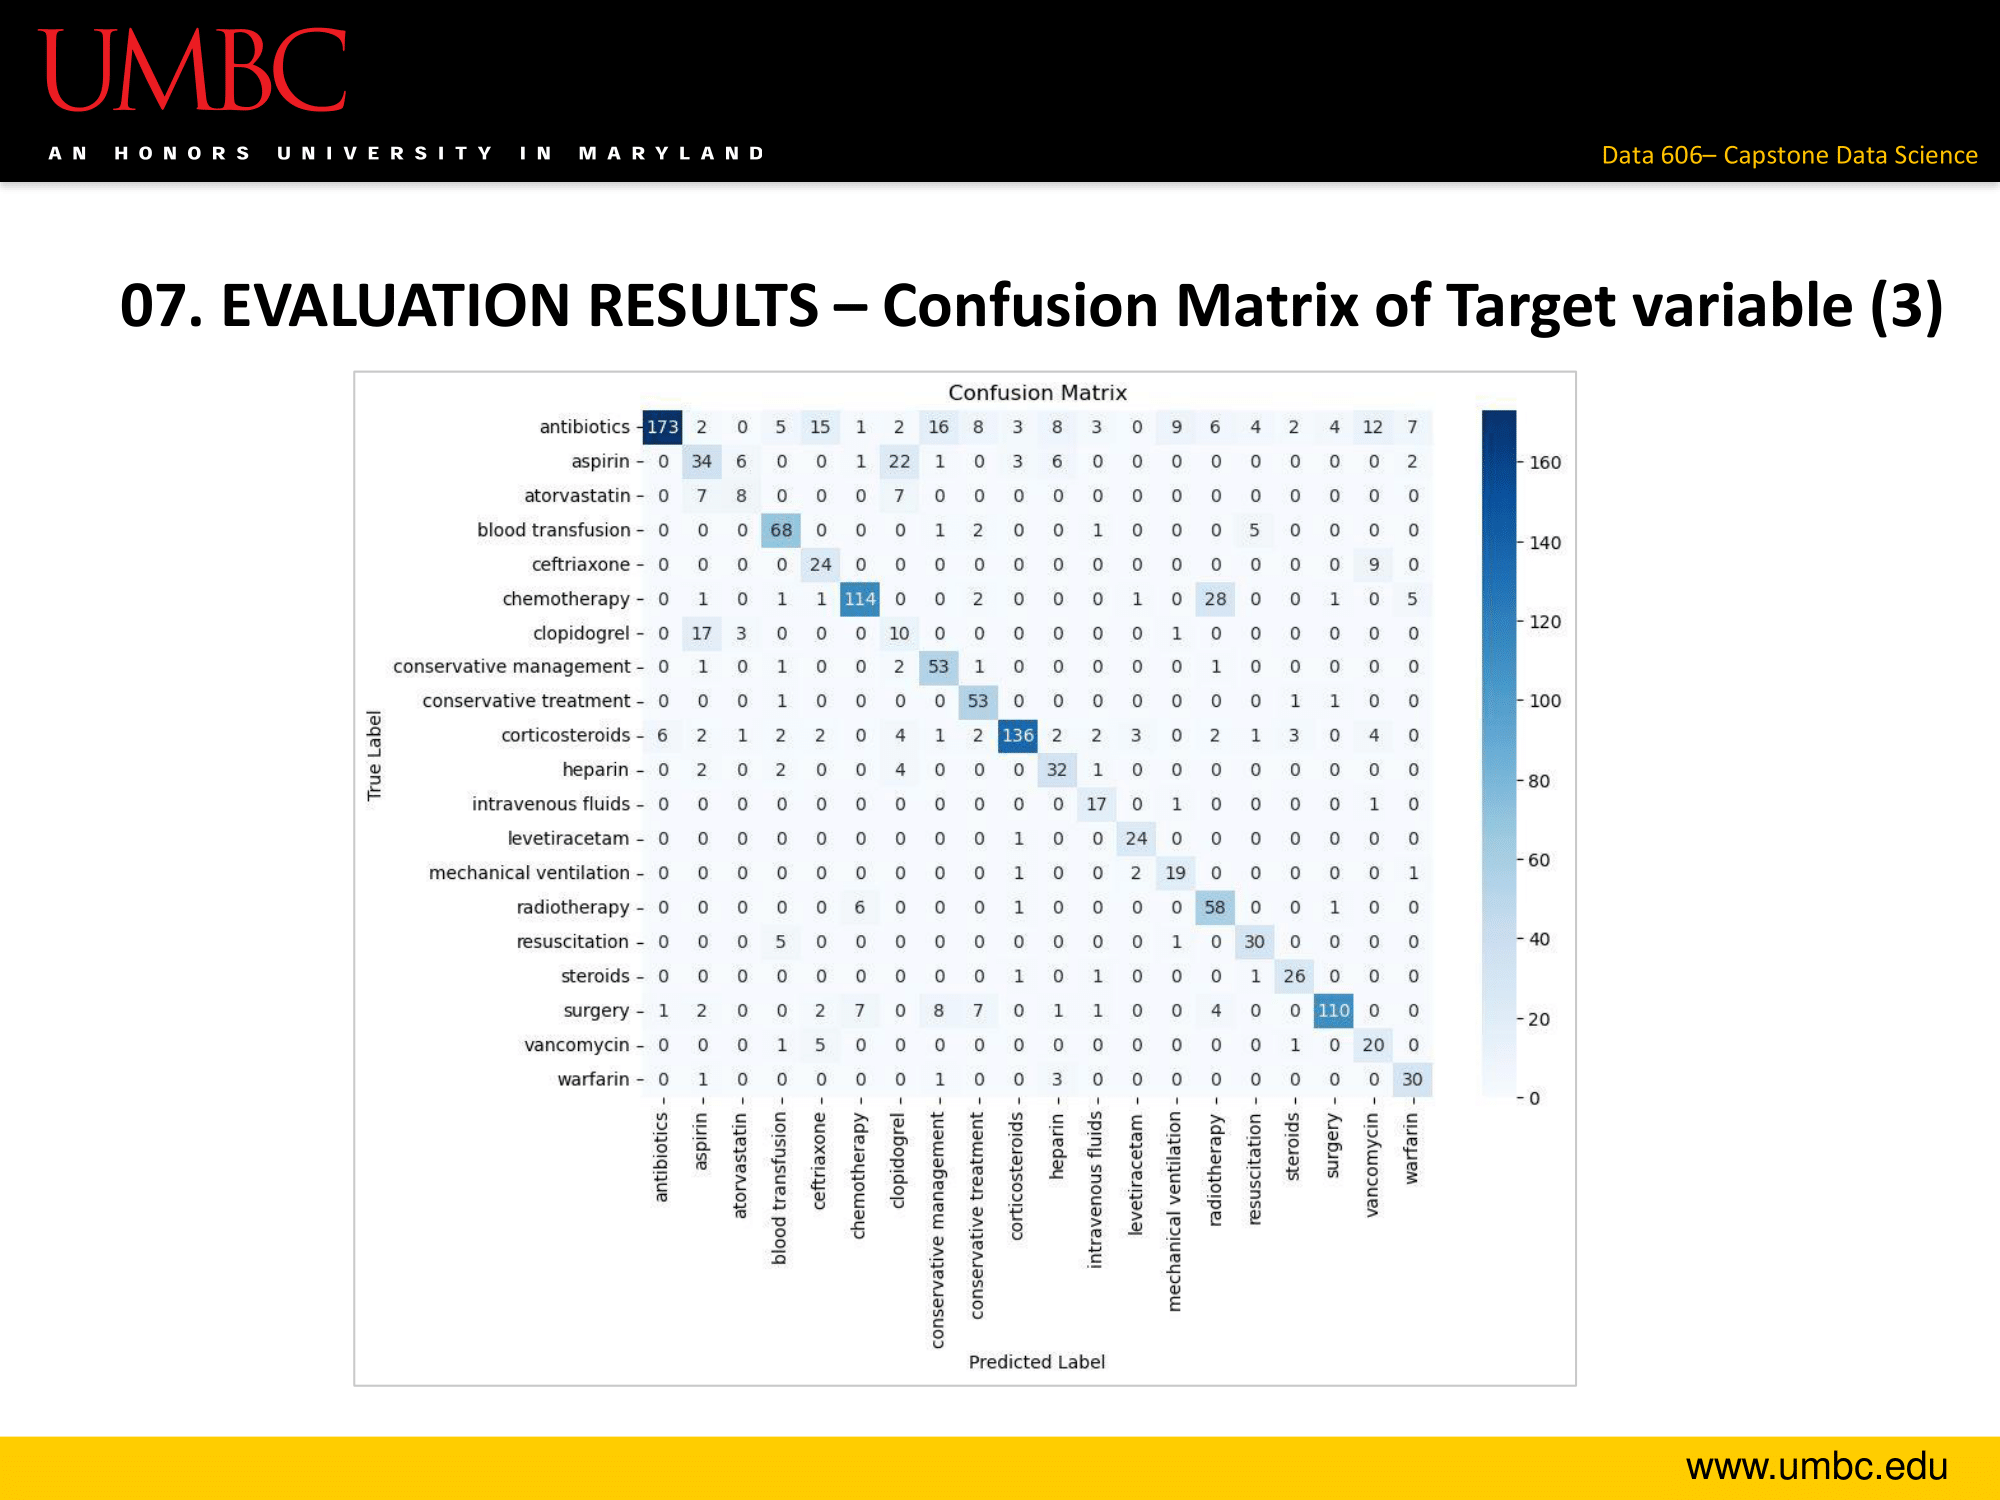 UMBC
AN HONORS UNIVERSITY IN MARYLAND
Data 606– Capstone Data Science
07. EVALUATION RESULTS – Confusion Matrix of Target variable (3)
Confusion Matrix
True Label
antibiotics 173 2 0 5 15 1 2 16 8 3 8 3 0 9 6 4 2 4 12 7
aspirin 0 34 6 0 0 1 22 1 0 3 6 0 0 0 0 0 0 0 0 2
atorvastatin 0 7 8 0 0 0 7 0 0 0 0 0 0 0 0 0 0 0 0 0
blood transfusion 0 0 0 68 0 0 0 1 2 0 0 1 0 0 0 5 0 0 0 0
ceftriaxone 0 0 0 0 24 0 0 0 0 0 0 0 0 0 0 0 0 0 9 0
chemotherapy 0 1 0 1 1 114 0 0 2 0 0 0 1 0 28 0 0 1 0 5
clopidogrel 0 17 3 0 0 0 10 0 0 0 0 0 0 1 0 0 0 0 0 0
conservative management 0 1 0 1 0 0 2 53 1 0 0 0 0 0 1 0 0 0 0 0
conservative treatment 0 0 0 1 0 0 0 0 53 0 0 0 0 0 0 0 1 1 0 0
corticosteroids 6 2 1 2 2 0 4 1 2 136 2 2 3 0 2 1 3 0 4 0
heparin 0 2 0 2 0 0 4 0 0 0 32 1 0 0 0 0 0 0 0 0
intravenous fluids 0 0 0 0 0 0 0 0 0 0 0 17 0 1 0 0 0 0 1 0
levetiracetam 0 0 0 0 0 0 0 0 0 1 0 0 24 0 0 0 0 0 0 0
mechanical ventilation 0 0 0 0 0 0 0 0 0 1 0 0 2 19 0 0 0 0 0 1
radiotherapy 0 0 0 0 0 6 0 0 0 1 0 0 0 0 58 0 0 1 0 0
resuscitation 0 0 0 5 0 0 0 0 0 0 0 0 0 1 0 30 0 0 0 0
steroids 0 0 0 0 0 0 0 0 0 1 0 1 0 0 0 1 26 0 0 0
surgery 1 2 0 0 2 7 0 8 7 0 1 1 0 0 4 0 0 110 0 0
vancomycin 0 0 0 1 5 0 0 0 0 0 0 0 0 0 0 0 1 0 20 0
warfarin 0 1 0 0 0 0 0 1 0 0 3 0 0 0 0 0 0 0 0 30
antibiotics
aspirin
atorvastatin
blood transfusion
ceftriaxone
chemotherapy
clopidogrel
conservative management
conservative treatment
corticosteroids
heparin
intravenous fluids
levetiracetam
mechanical ventilation
radiotherapy
resuscitation
steroids
surgery
vancomycin
warfarin
Predicted Label
160
140
120
100
80
60
40
20
0
www.umbc.edu